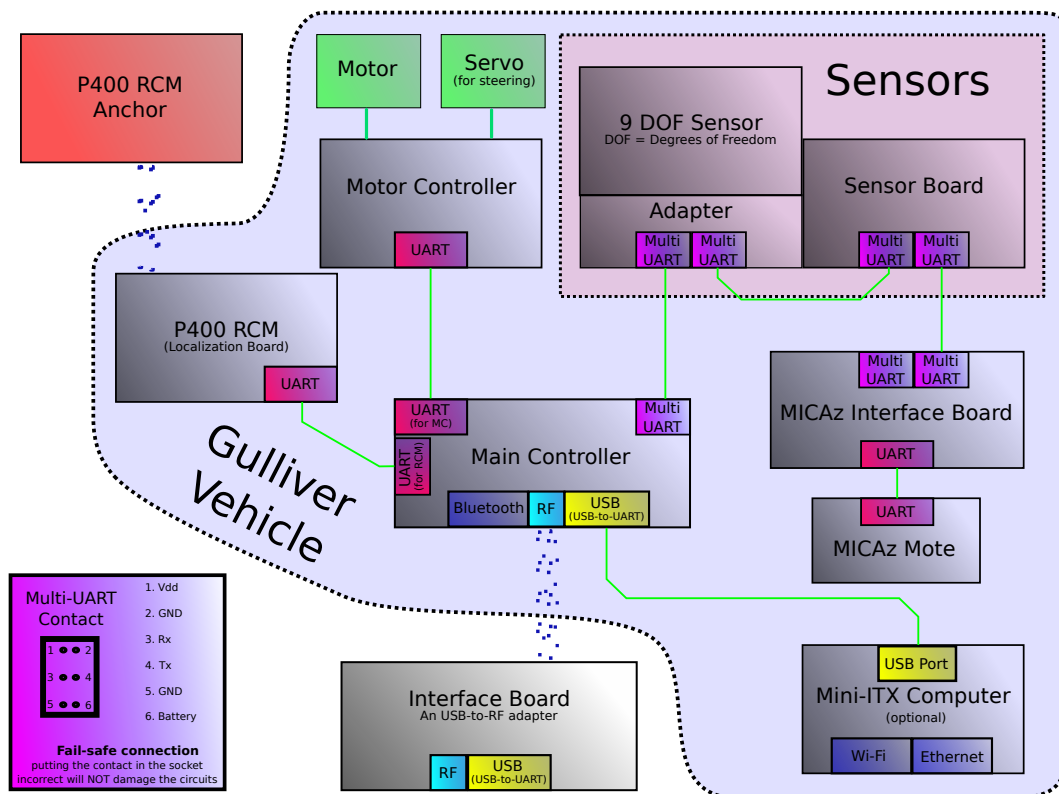 P400 RCM
Anchor
Motor
Servo
(for steering)
Sensors
9 DOF Sensor
DOF = Degrees of Freedom
Motor Controller
UART
Adapter
Multi
UART
Multi
UART
Sensor Board
Multi
UART
Multi
UART
P400 RCM
(Localization Board)
UART
Gulliver
Vehicle
UART
(for MC)
UART
(for RCM)
Multi
UART
Main Controller
Bluetooth
RF
USB
(USB-to-UART)
Multi
UART
Multi
UART
MICAz Interface Board
UART
UART
MICAz Mote
Multi-UART
Contact
1
2
3
4
5
6
1. Vdd
2. GND
3. Rx
4. Tx
5. GND
6. Battery
Fail-safe connection
putting the contact in the socket
incorrect will NOT damage the circuits
Interface Board
An USB-to-RF adapter
RF
USB
(USB-to-UART)
USB Port
Mini-ITX Computer
(optional)
Wi-Fi
Ethernet